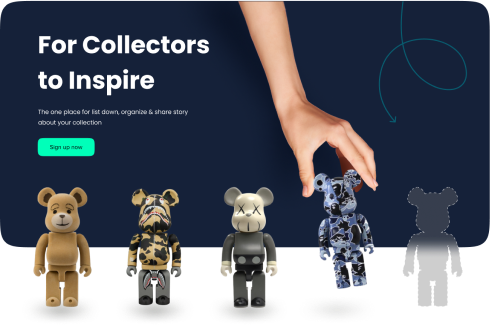 For Collectors
to Inspire
The one place for list down, organize & share story
about your collection
Sign up now